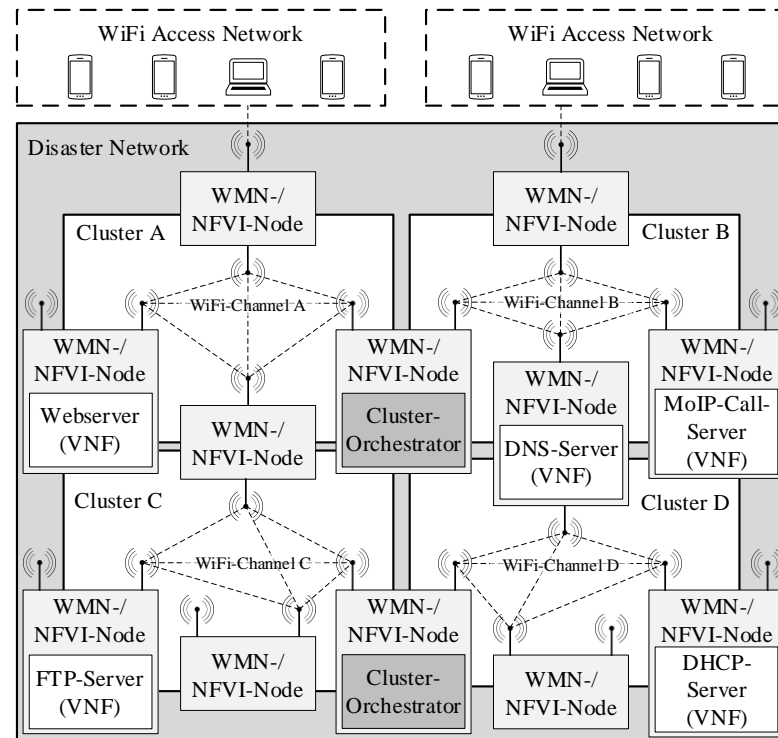 WiFi Access Network
WiFi Access Network
Disaster Network
WMN-/
NFVI-Node
WMN-/
NFVI-Node
Cluster A
Cluster B
WiFi-Channel A
WiFi-Channel B
WMN-/
NFVI-Node
Webserver
(VNF)
WMN-/
NFVI-Node
Cluster-
Orchestrator
WMN-/
NFVI-Node
DNS-Server
(VNF)
WMN-/
NFVI-Node
MoIP-Call-
Server
(VNF)
WMN-/
NFVI-Node
Cluster C
Cluster D
WiFi-Channel C
WiFi-Channel D
WMN-/
NFVI-Node
FTP-Server
(VNF)
WMN-/
NFVI-Node
WMN-/
NFVI-Node
Cluster-
Orchestrator
WMN-/
NFVI-Node
WMN-/
NFVI-Node
DHCP-
Server
(VNF)